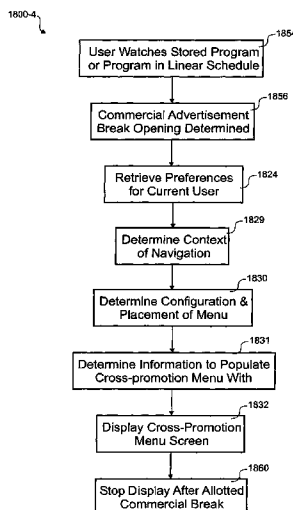 1800-4
1854
User Watches Stored Program
or Program in Linear Schedule
1856
Commercial Advertisement
Break Opening Determined
1824
Retrieve Preferences
for Current User
1829
Determine Context
of Navigation
1830
Determine Configuration &
Placement of Menu
1831
Determine Information to Populate
Cross-promotion Menu With
1832
Display Cross-Promotion
Menu Screen
1860
Stop Display After Allotted
Commercial Break